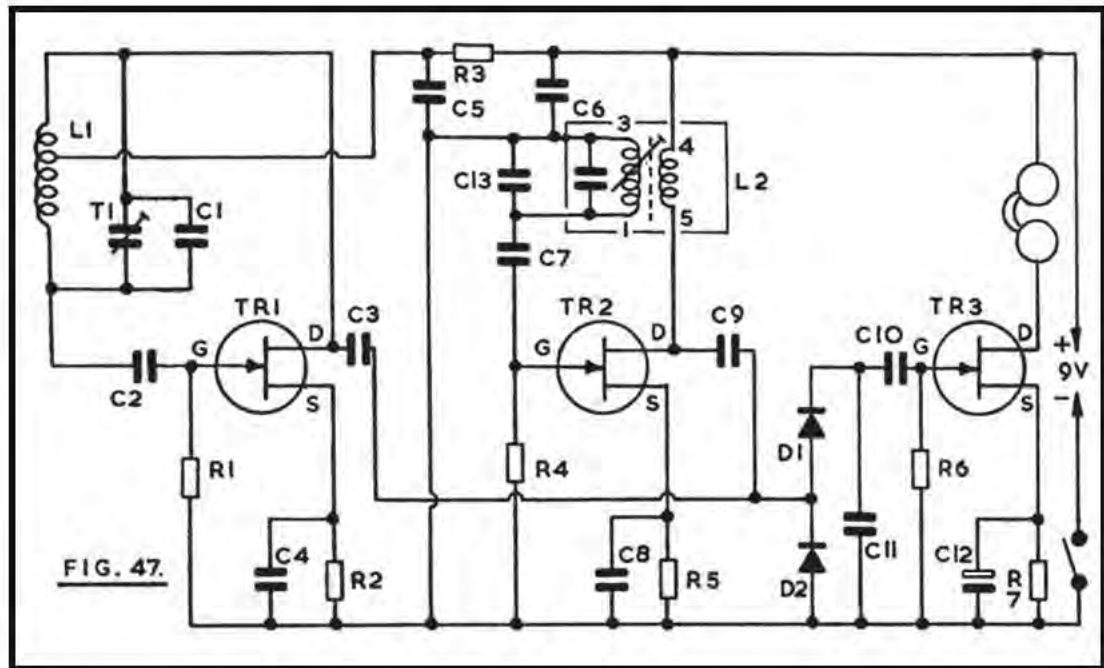 R3
C5
C6
3
4
L1
L2
C13
1
5
T1
C1
C7
TR1
C3
TR2
C9
TR3
C10
G
D
G
D
G
D
+
9V
−
C2
S
S
S
D1
R1
R4
R6
C4
C8
C11
C12
FIG. 47.
R2
R5
D2
R
7